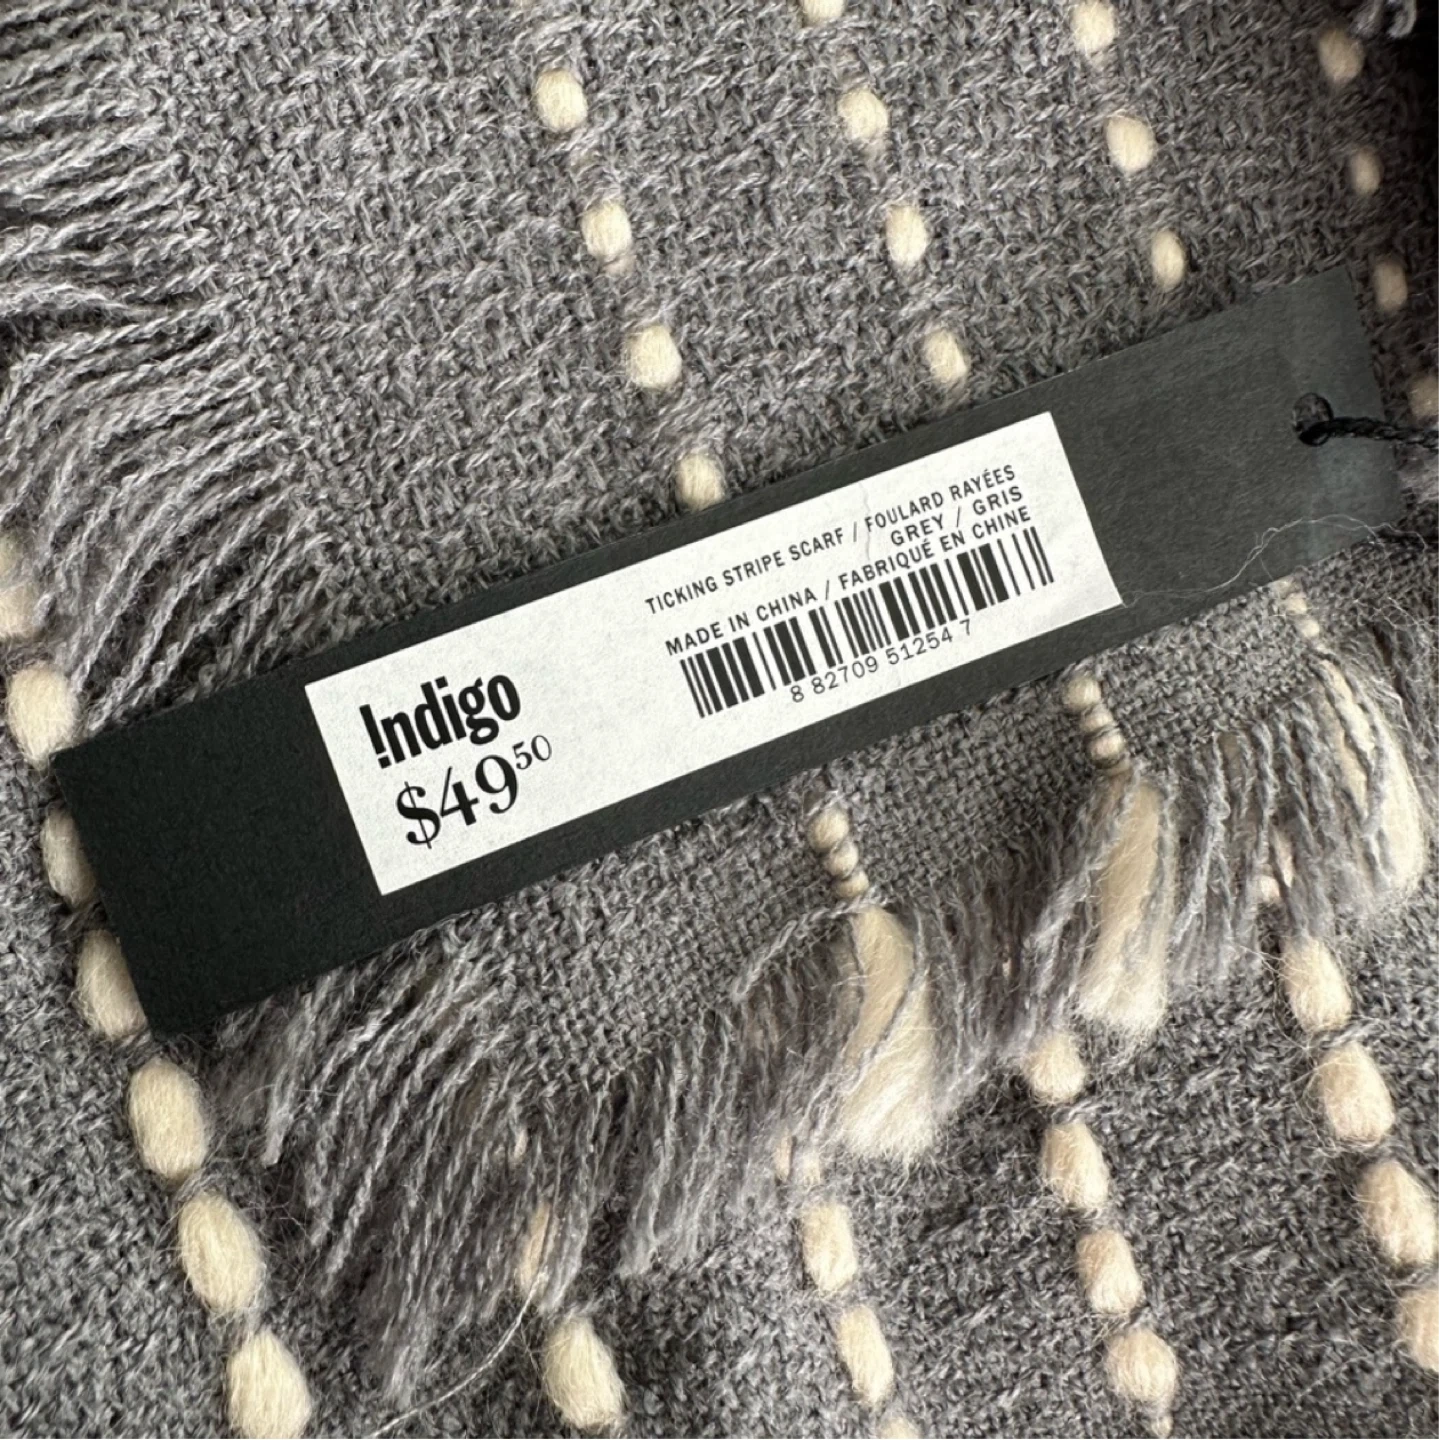 TICKING STRIPE SCARF / FOULARD RAYÉES
GREY / GRIS
MADE IN CHINA / FABRIQUÉ EN CHINE
8 82709 51254 7
!ndigo
$49⁵⁰